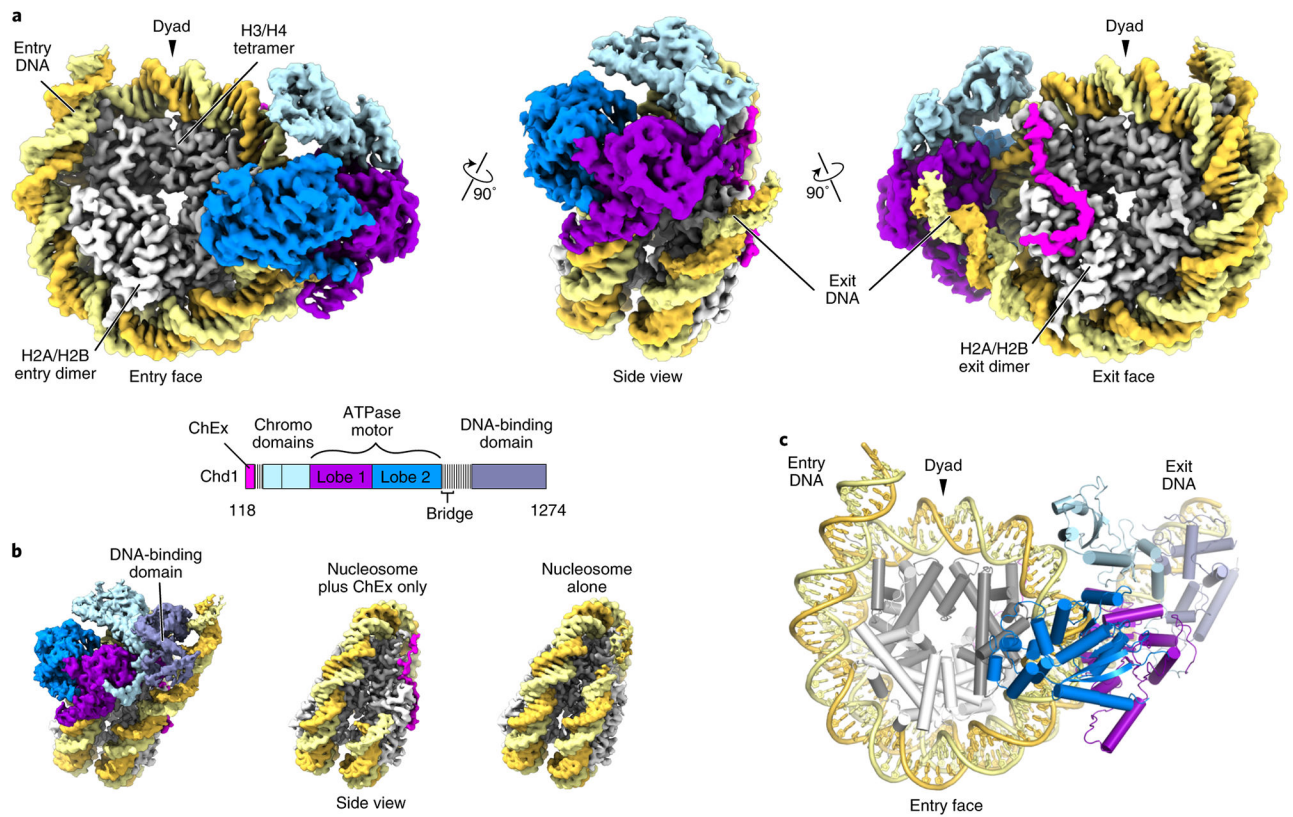 a
Entry
DNA
Dyad
H3/H4
tetramer
H2A/H2B
entry dimer
Entry face
90°
Side view
90°
Exit
DNA
Dyad
H2A/H2B
exit dimer
Exit face
ChEx
Chromo
domains
ATPase
motor
DNA-binding
domain
Chd1
Lobe 1
Lobe 2
118
Bridge
1274
b
DNA-binding
domain
Nucleosome
plus ChEx only
Nucleosome
alone
Side view
c
Entry
DNA
Dyad
Exit
DNA
Entry face